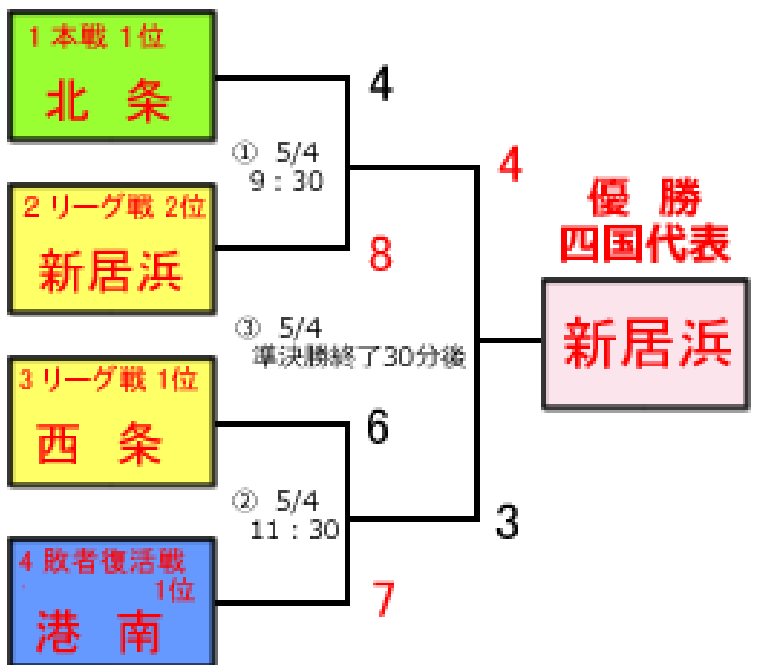 1 本戦 1位
北 条
4
① 5/4
9：30
2 リーグ戦 2位
新居浜
8
4
優 勝
四国代表
新居浜
③ 5/4
準決勝終了30分後
3 リーグ戦 1位
西 条
6
② 5/4
11：30
3
4 敗者復活戦
1位
港 南
7